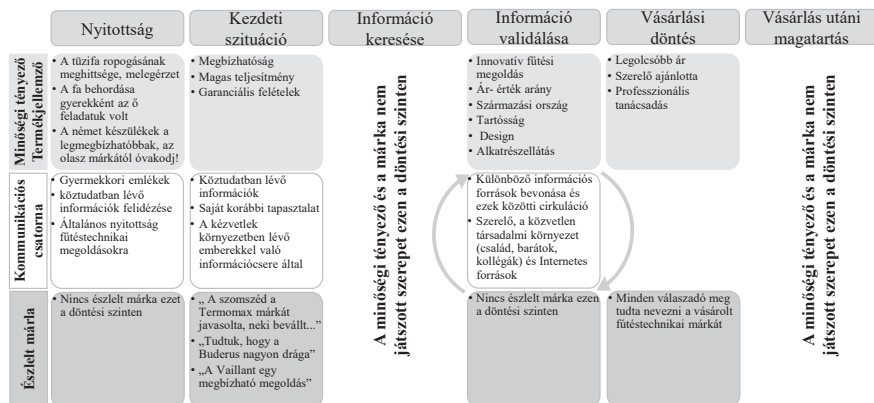 Nyitottság
Kezdeti
szituáció
Információ
keresése
Információ
validálása
Vásárlási
döntés
Vásárlás utáni
magatartás
Minőségi tényező
Termékjellemző
• A tüzifa ropogásának
meghittsége, melegérzet
• A fa behordása
gyerekként az ő
feladatuk volt
• A német készülékek a
legmegbízhatóbbak, az
olasz márkától óvakodj!
• Megbízhatóság
• Magas teljesítmény
• Garanciális felételek
A minőségi tényező és a márka nem
játszott szerepet ezen a döntési szinten
• Innovatív fűtési
megoldás
• Ár- érték arány
• Származási ország
• Tartósság
• Design
• Alkatrészellátás
• Legolcsóbb ár
• Szerelő ajánlotta
• Professzionális
tanácsadás
A minőségi tényező és a márka nem
játszott szerepet ezen a döntési szinten
Kommunikációs
csatorna
• Gyermekkori emlékek
• köztudatban lévő
információk felidézése
• Általános nyitottság
fűtéstechnikai
megoldásokra
• Köztudatban lévő
információk
• Saját korábbi tapasztalat
• A kézvetlek
környezetben lévő
emberekkel való
információcsere által
• Különböző információs
források bevonása és
ezek közötti cirkuláció
• Szerelő, a közvetlen
társadalmi környezet
(család, barátok,
kollégák) és Internetes
források
Észlelt márla
• Nincs észlelt márka ezet
a döntési szinten
• „ A szomszéd a
Termomax márkát
javasolta, neki bevállt...”
• „Tudtuk, hogy a
Buderus nagyon drága”
• „A Vaillant egy
megbízható megoldás”
• Nincs észlelt márka ezen
a döntési szinten
• Minden válaszadó meg
tudta nevezni a vásárolt
fűtéstechnikai márkát